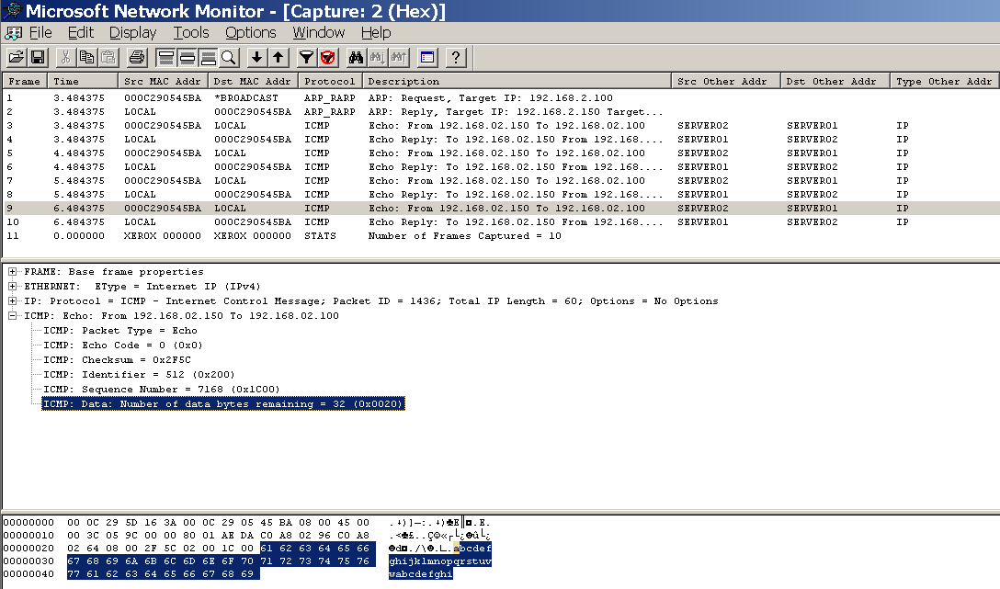 Microsoft Network Monitor - [Capture: 2 (Hex)]
File Edit Display Tools Options Window Help
Frame Time Src MAC Addr Dst MAC Addr Protocol Description Src Other Addr Dst Other Addr Type Other Addr
1 3.484375 000C290545BA *BROADCAST ARP_RARP ARP: Request, Target IP: 192.168.2.100
2 3.484375 LOCAL 000C290545BA ARP_RARP ARP: Reply, Target IP: 192.168.2.150 Target...
3 3.484375 000C290545BA LOCAL ICMP Echo: From 192.168.02.150 To 192.168.02.100 SERVER02 SERVER01 IP
4 3.484375 LOCAL 000C290545BA ICMP Echo Reply: To 192.168.02.150 From 192.168.... SERVER01 SERVER02 IP
5 4.484375 000C290545BA LOCAL ICMP Echo: From 192.168.02.150 To 192.168.02.100 SERVER02 SERVER01 IP
6 4.484375 LOCAL 000C290545BA ICMP Echo Reply: To 192.168.02.150 From 192.168.... SERVER01 SERVER02 IP
7 5.484375 000C290545BA LOCAL ICMP Echo: From 192.168.02.150 To 192.168.02.100 SERVER02 SERVER01 IP
8 5.484375 LOCAL 000C290545BA ICMP Echo Reply: To 192.168.02.150 From 192.168.... SERVER01 SERVER02 IP
9 6.484375 000C290545BA LOCAL ICMP Echo: From 192.168.02.150 To 192.168.02.100 SERVER02 SERVER01 IP
10 6.484375 LOCAL 000C290545BA ICMP Echo Reply: To 192.168.02.150 From 192.168.... SERVER01 SERVER02 IP
11 0.000000 XEROX 000000 XEROX 000000 STATS Number of Frames Captured = 10
FRAME: Base frame properties
ETHERNET: EType = Internet IP (IPv4)
IP: Protocol = ICMP - Internet Control Message; Packet ID = 1436; Total IP Length = 60; Options = No Options
ICMP: Echo: From 192.168.02.150 To 192.168.02.100
ICMP: Packet Type = Echo
ICMP: Echo Code = 0 (0x0)
ICMP: Checksum = 0x2F5C
ICMP: Identifier = 512 (0x200)
ICMP: Sequence Number = 7168 (0x1C00)
ICMP: Data: Number of data bytes remaining = 32 (0x0020)
00000000 00 0C 29 5D 16 3A 00 0C 29 05 45 BA 08 00 45 00 .♀)]▬:.♀)♣E║◘.E.
00000010 00 3C 05 9C 00 00 80 01 AE DA C0 A8 02 96 C0 A8 .<♣£..Ç☺«┌└¿☻û└¿
00000020 02 64 08 00 2F 5C 02 00 1C 00 61 62 63 64 65 66 ☻d◘./\☻.∟.abcdef
00000030 67 68 69 6A 6B 6C 6D 6E 6F 70 71 72 73 74 75 76 ghijklmnopqrstuv
00000040 77 61 62 63 64 65 66 67 68 69 wabcdefghi